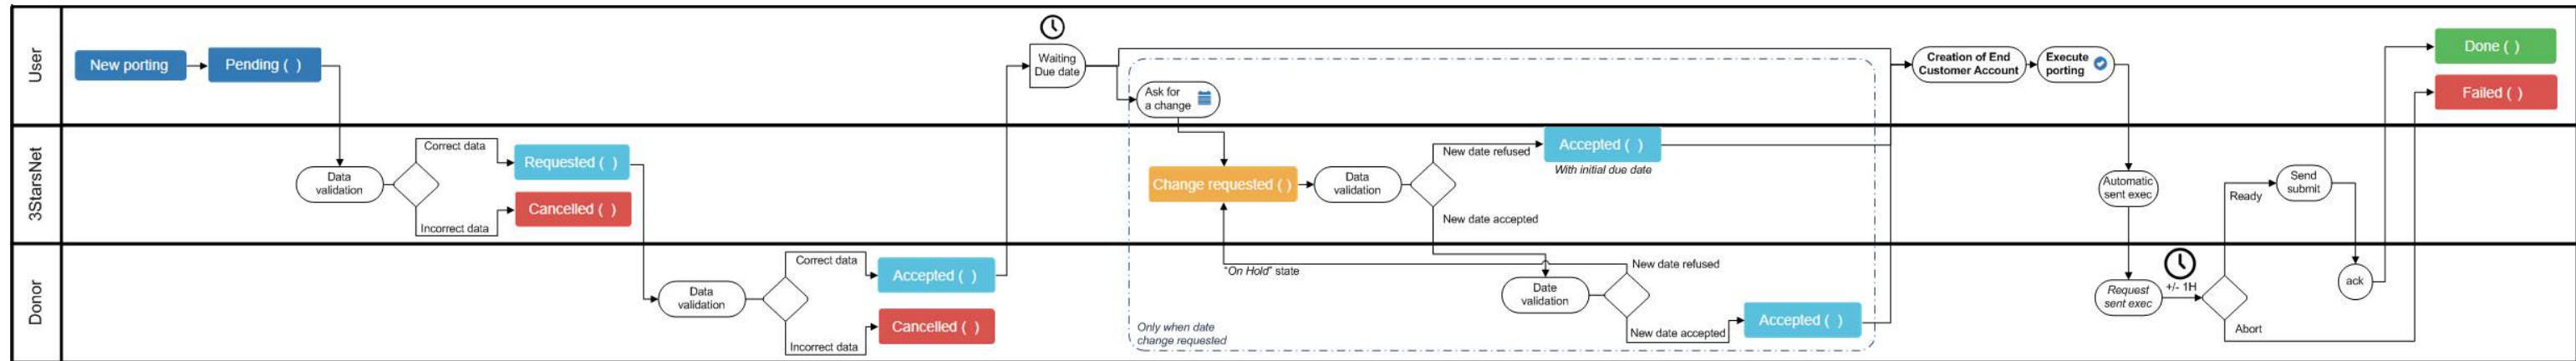 User
New porting
Pending ( )
Waiting
Due date
Ask for
a change
Creation of End
Customer Account
Execute
porting
Done ( )
Failed ( )
3StarsNet
Data
validation
Correct data
Incorrect data
Requested ( )
Cancelled ( )
Change requested ( )
Data
validation
New date refused
New date accepted
Accepted ( )
With initial due date
Automatic
sent exec
Ready
Send
submit
Donor
Data
validation
Correct data
Incorrect data
Accepted ( )
Cancelled ( )
Only when date
change requested
"On Hold" state
Date
validation
New date refused
New date accepted
Accepted ( )
Request
sent exec
+/- 1H
Abort
ack